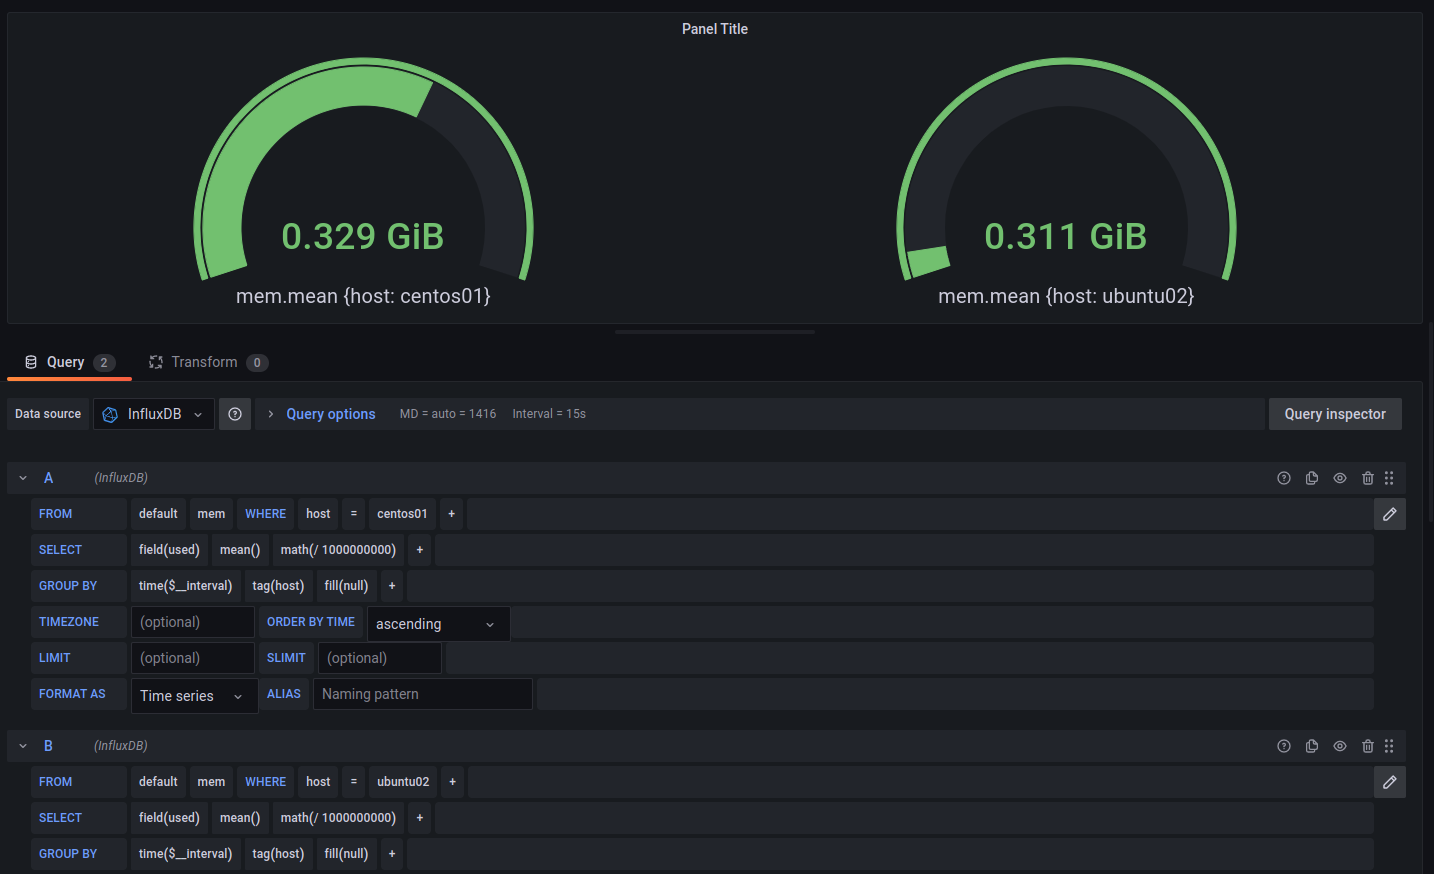 Panel Title
0.329 GiB
mem.mean {host: centos01}
0.311 GiB
mem.mean {host: ubuntu02}
Query 2 Transform 0
Data source InfluxDB Query options MD = auto = 1416 Interval = 15s Query inspector
A (InfluxDB)
FROM default mem WHERE host = centos01 +
SELECT field(used) mean() math(/ 1000000000) +
GROUP BY time($__interval) tag(host) fill(null) +
TIMEZONE (optional) ORDER BY TIME ascending
LIMIT (optional) SLIMIT (optional)
FORMAT AS Time series ALIAS Naming pattern
B (InfluxDB)
FROM default mem WHERE host = ubuntu02 +
SELECT field(used) mean() math(/ 1000000000) +
GROUP BY time($__interval) tag(host) fill(null) +